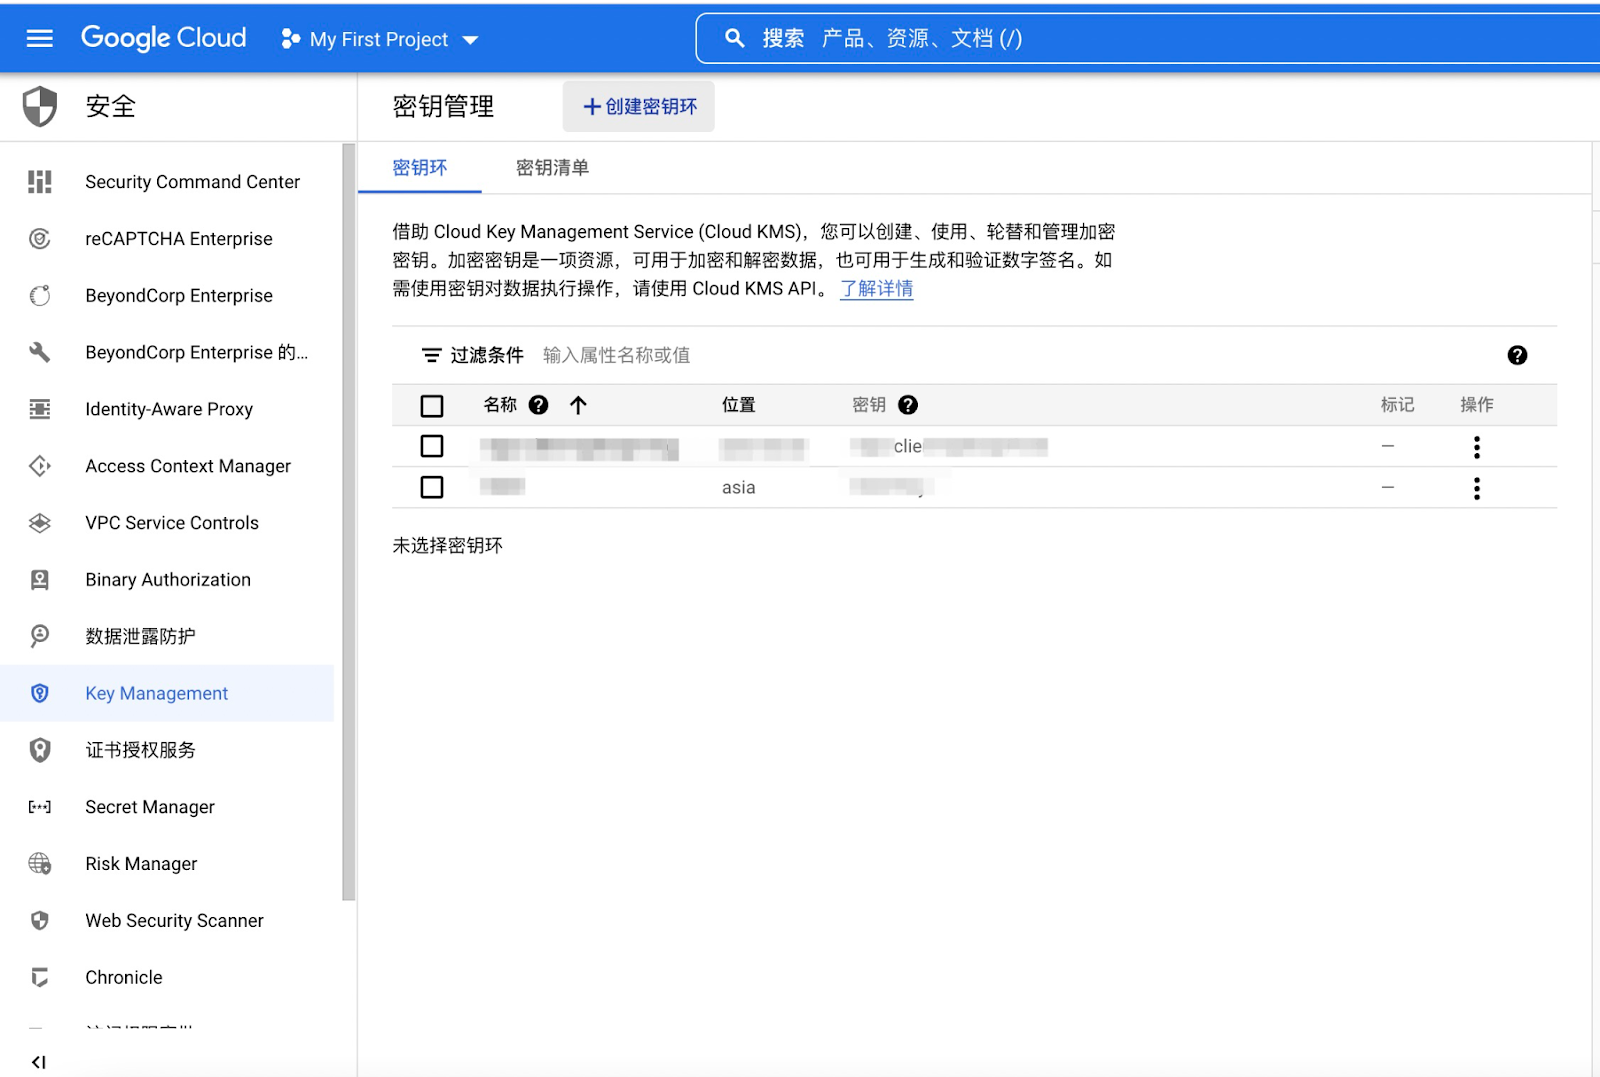 Google Cloud
My First Project
搜索 产品、资源、文档 (/)
安全
密钥管理
创建密钥环
Security Command Center
reCAPTCHA Enterprise
BeyondCorp Enterprise
BeyondCorp Enterprise 的...
Identity-Aware Proxy
Access Context Manager
VPC Service Controls
Binary Authorization
数据泄露防护
Key Management
证书授权服务
Secret Manager
Risk Manager
Web Security Scanner
Chronicle
密钥环 密钥清单
借助 Cloud Key Management Service (Cloud KMS)，您可以创建、使用、轮替和管理加密
密钥。加密密钥是一项资源，可用于加密和解密数据，也可用于生成和验证数字签名。如
需使用密钥对数据执行操作，请使用 Cloud KMS API。 了解详情
过滤条件 输入属性名称或值
名称 位置 密钥 标记 操作
clie —
asia —
未选择密钥环